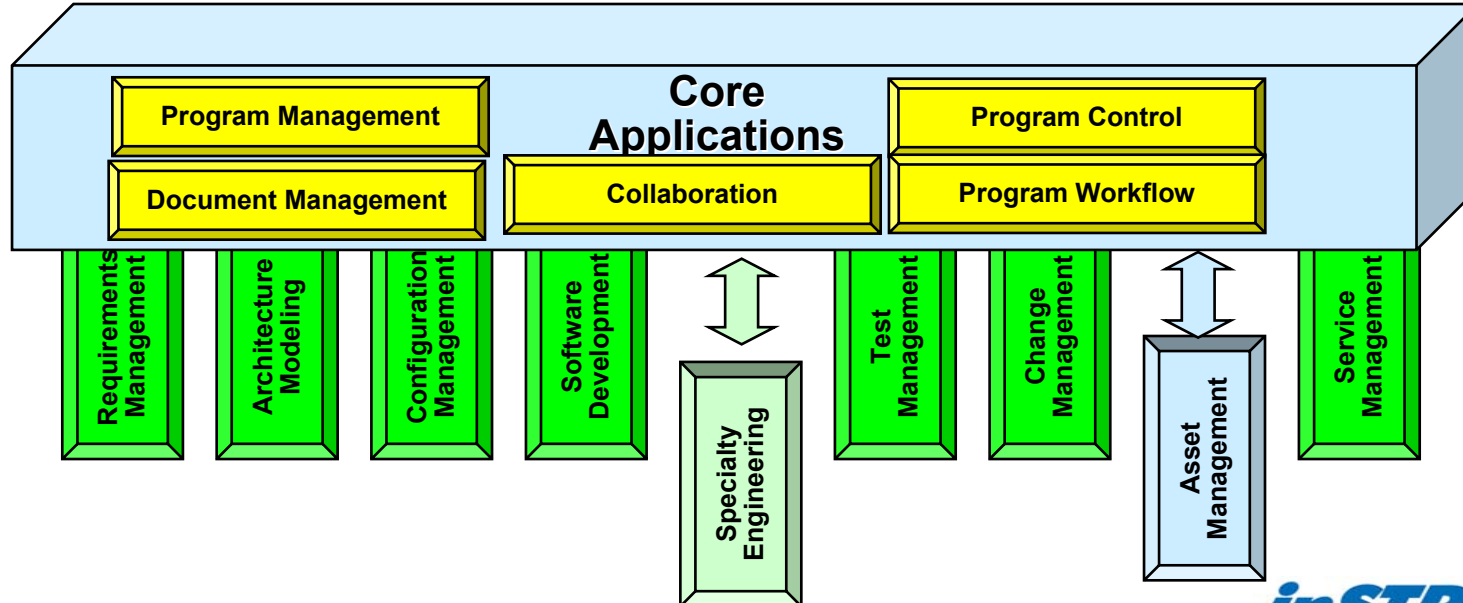 Core
Applications
Program Management
Program Control
Document Management
Collaboration
Program Workflow
Requirements
Management
Architecture
Modeling
Configuration
Management
Software
Development
Specialty
Engineering
Test
Management
Change
Management
Asset
Management
Service
Management